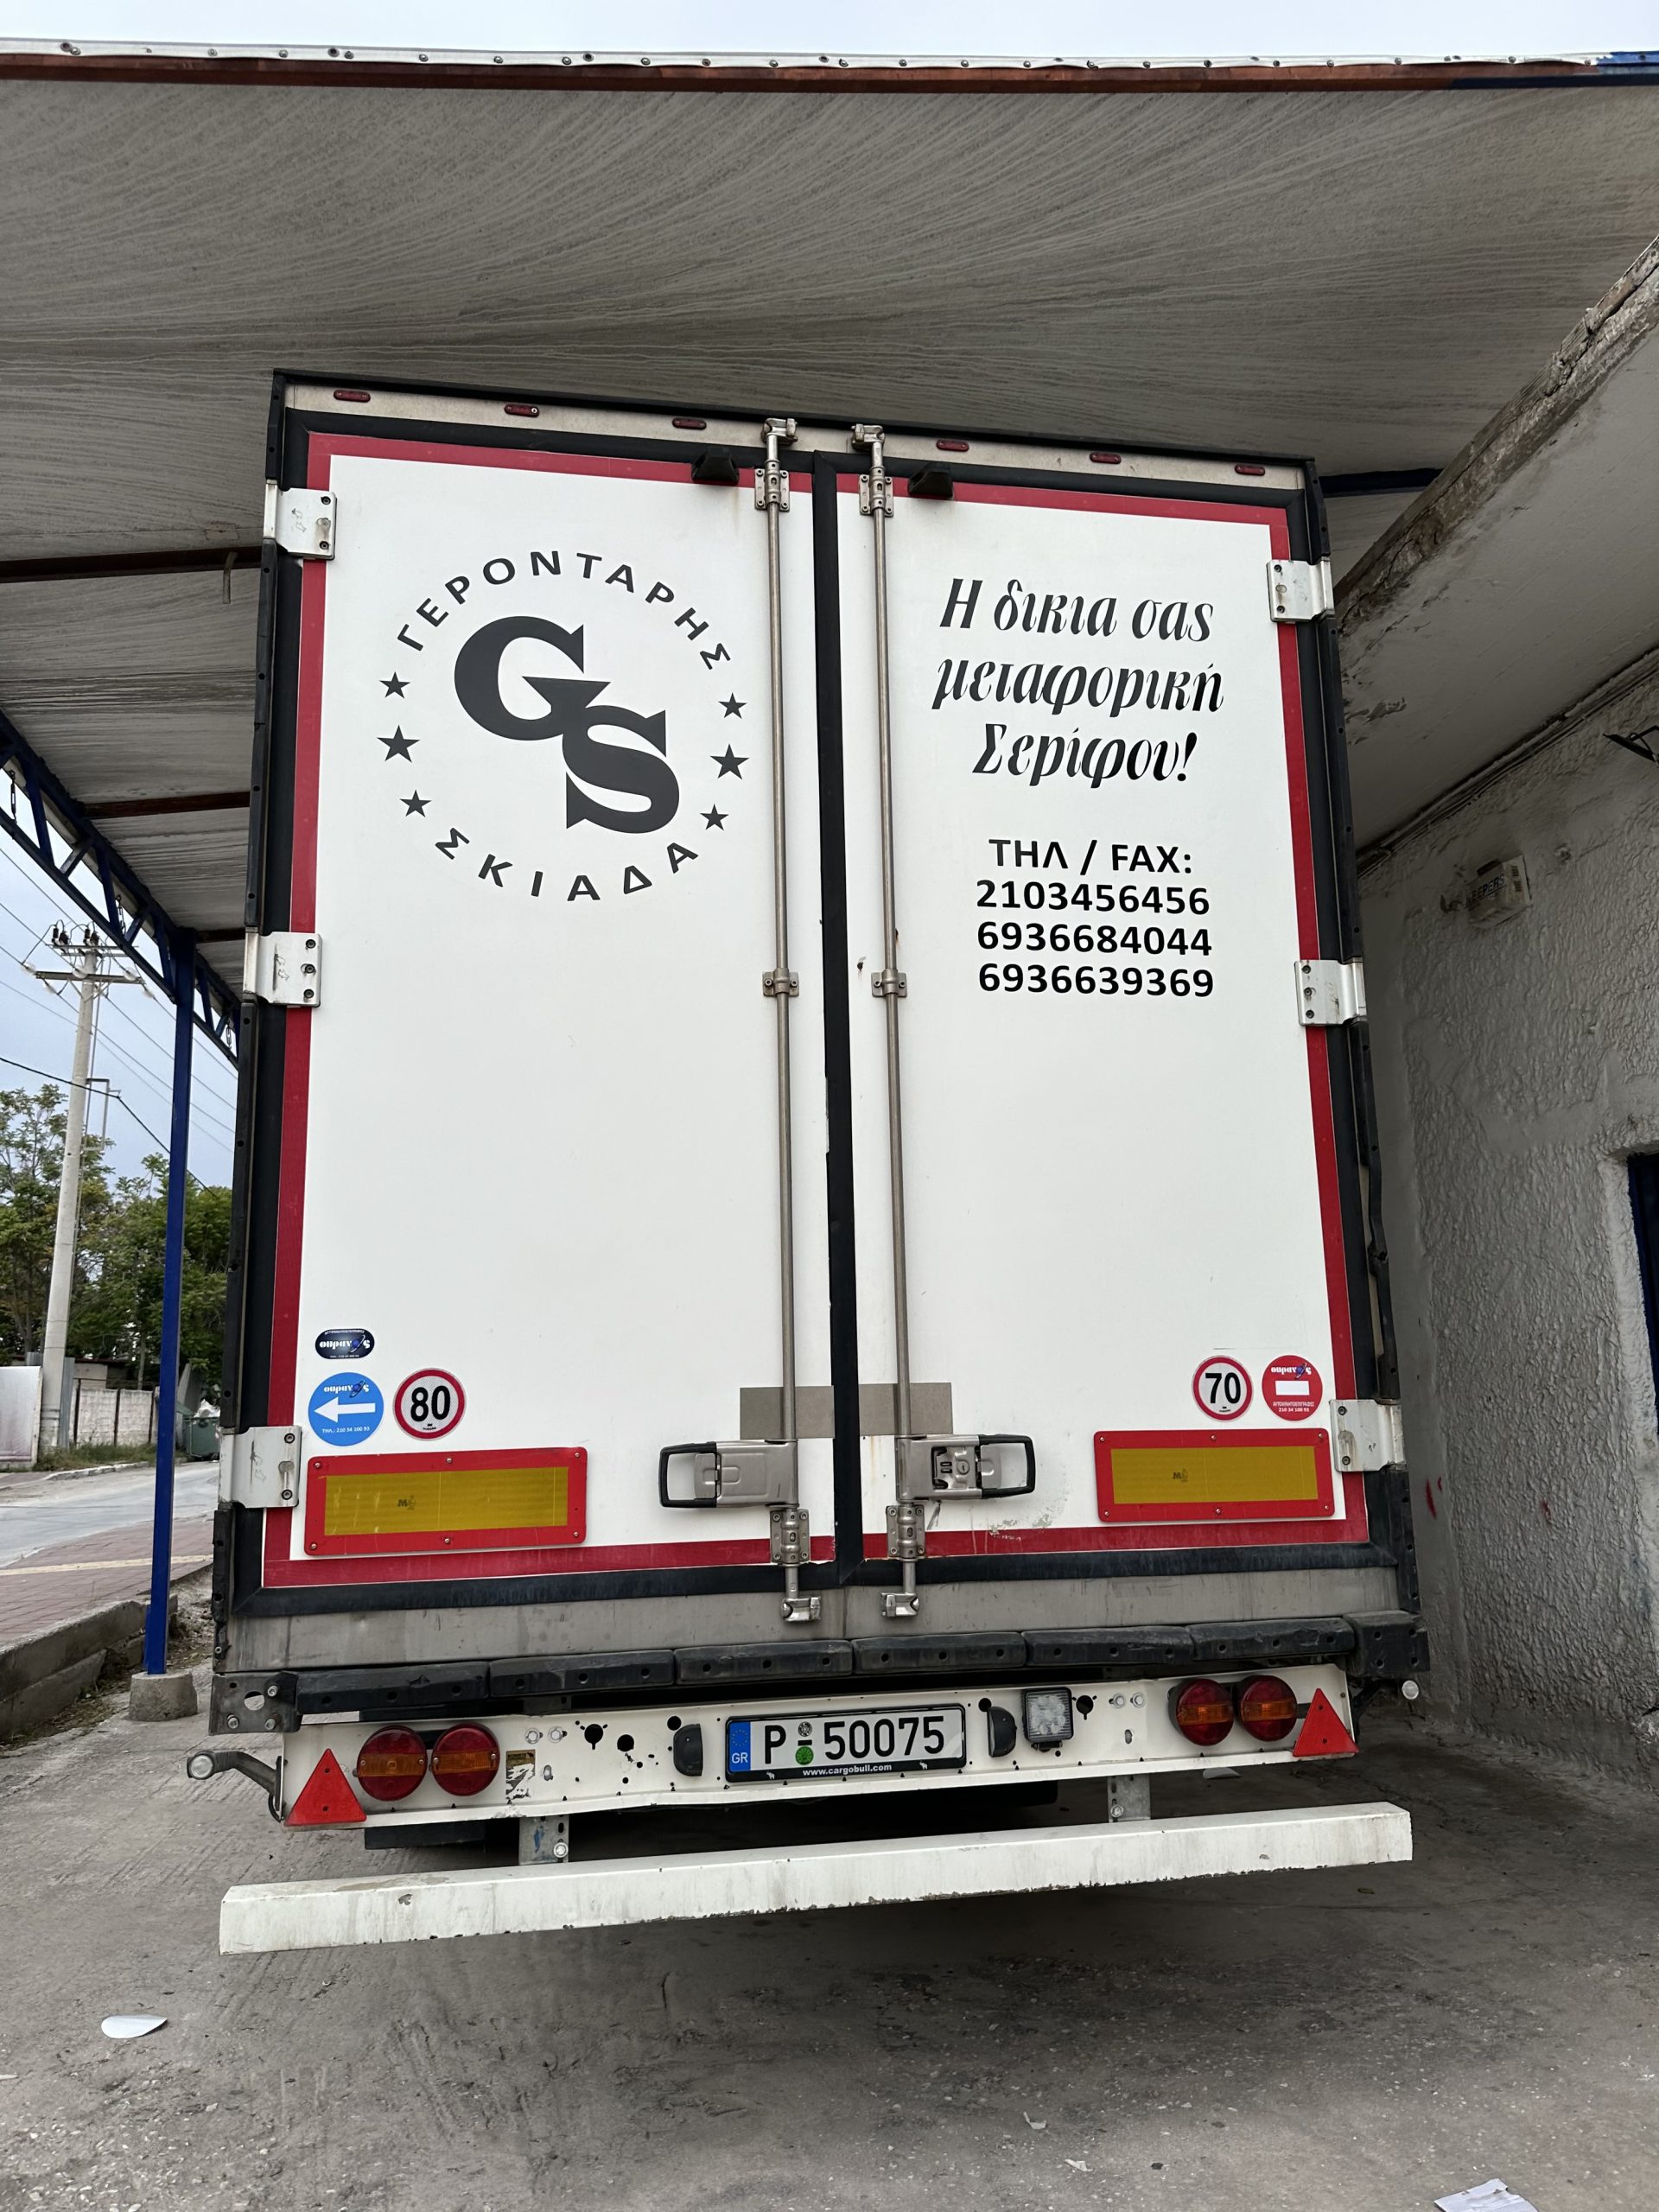 ΓΕΡΟΝΤΑΡΗΣ
GS
ΣΚΙΑΔΑ
Η δικια σας
μεταφορική
Σερίφου!
ΤΗΛ / FAX:
2103456456
6936684044
6936639369
80
70
GR P-50075
www.cargobull.com